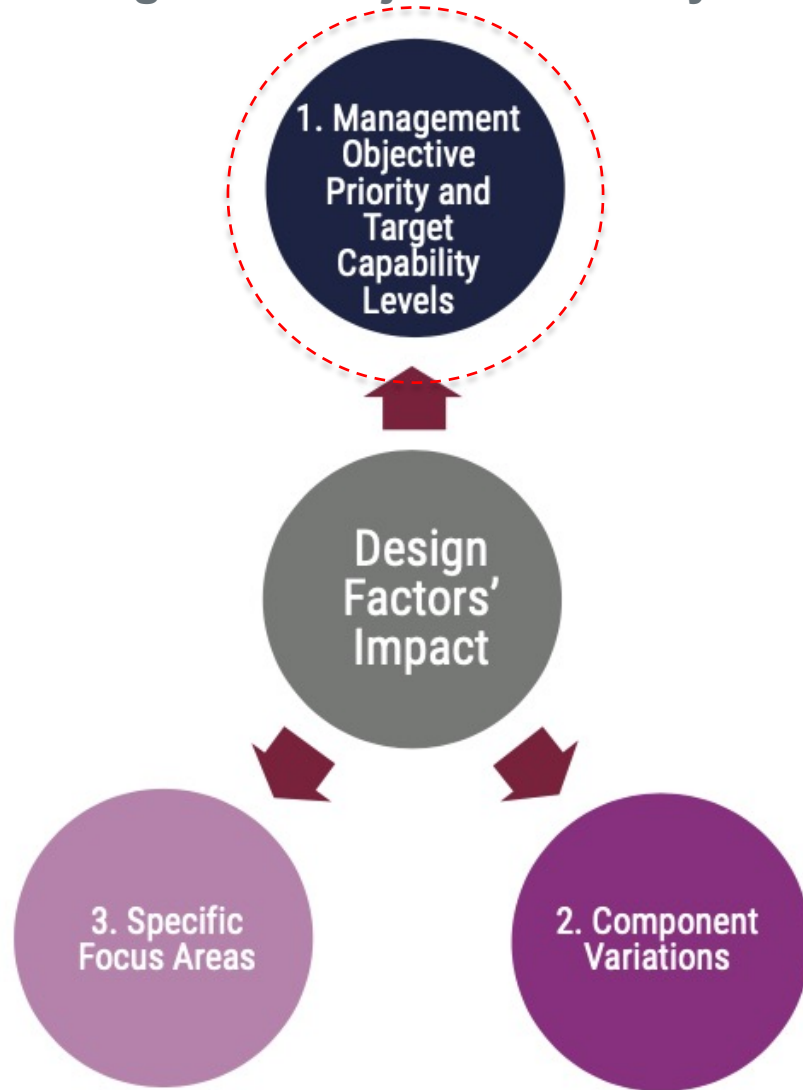 1. Management
Objective
Priority and
Target
Capability
Levels
Design
Factors’
Impact
3. Specific
Focus Areas
2. Component
Variations